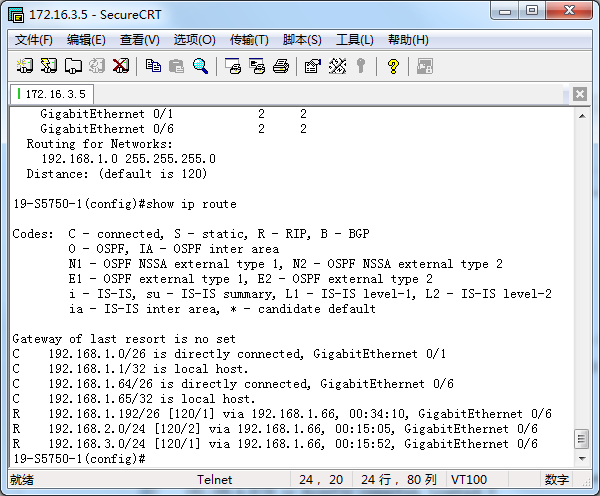 172.16.3.5 - SecureCRT
文件(F) 编辑(E) 查看(V) 选项(O) 传输(T) 脚本(S) 工具(L) 帮助(H)
172.16.3.5
GigabitEthernet 0/1 2 2
GigabitEthernet 0/6 2 2
Routing for Networks:
192.168.1.0 255.255.255.0
Distance: (default is 120)
19-S5750-1(config)#show ip route
Codes: C - connected, S - static, R - RIP, B - BGP
O - OSPF, IA - OSPF inter area
N1 - OSPF NSSA external type 1, N2 - OSPF NSSA external type 2
E1 - OSPF external type 1, E2 - OSPF external type 2
i - IS-IS, su - IS-IS summary, L1 - IS-IS level-1, L2 - IS-IS level-2
ia - IS-IS inter area, * - candidate default
Gateway of last resort is no set
C 192.168.1.0/26 is directly connected, GigabitEthernet 0/1
C 192.168.1.1/32 is local host.
C 192.168.1.64/26 is directly connected, GigabitEthernet 0/6
C 192.168.1.65/32 is local host.
R 192.168.1.192/26 [120/1] via 192.168.1.66, 00:34:10, GigabitEthernet 0/6
R 192.168.2.0/24 [120/2] via 192.168.1.66, 00:15:05, GigabitEthernet 0/6
R 192.168.3.0/24 [120/1] via 192.168.1.66, 00:15:52, GigabitEthernet 0/6
19-S5750-1(config)#
就绪 Telnet 24, 20 24 行, 80 列 VT100 数字